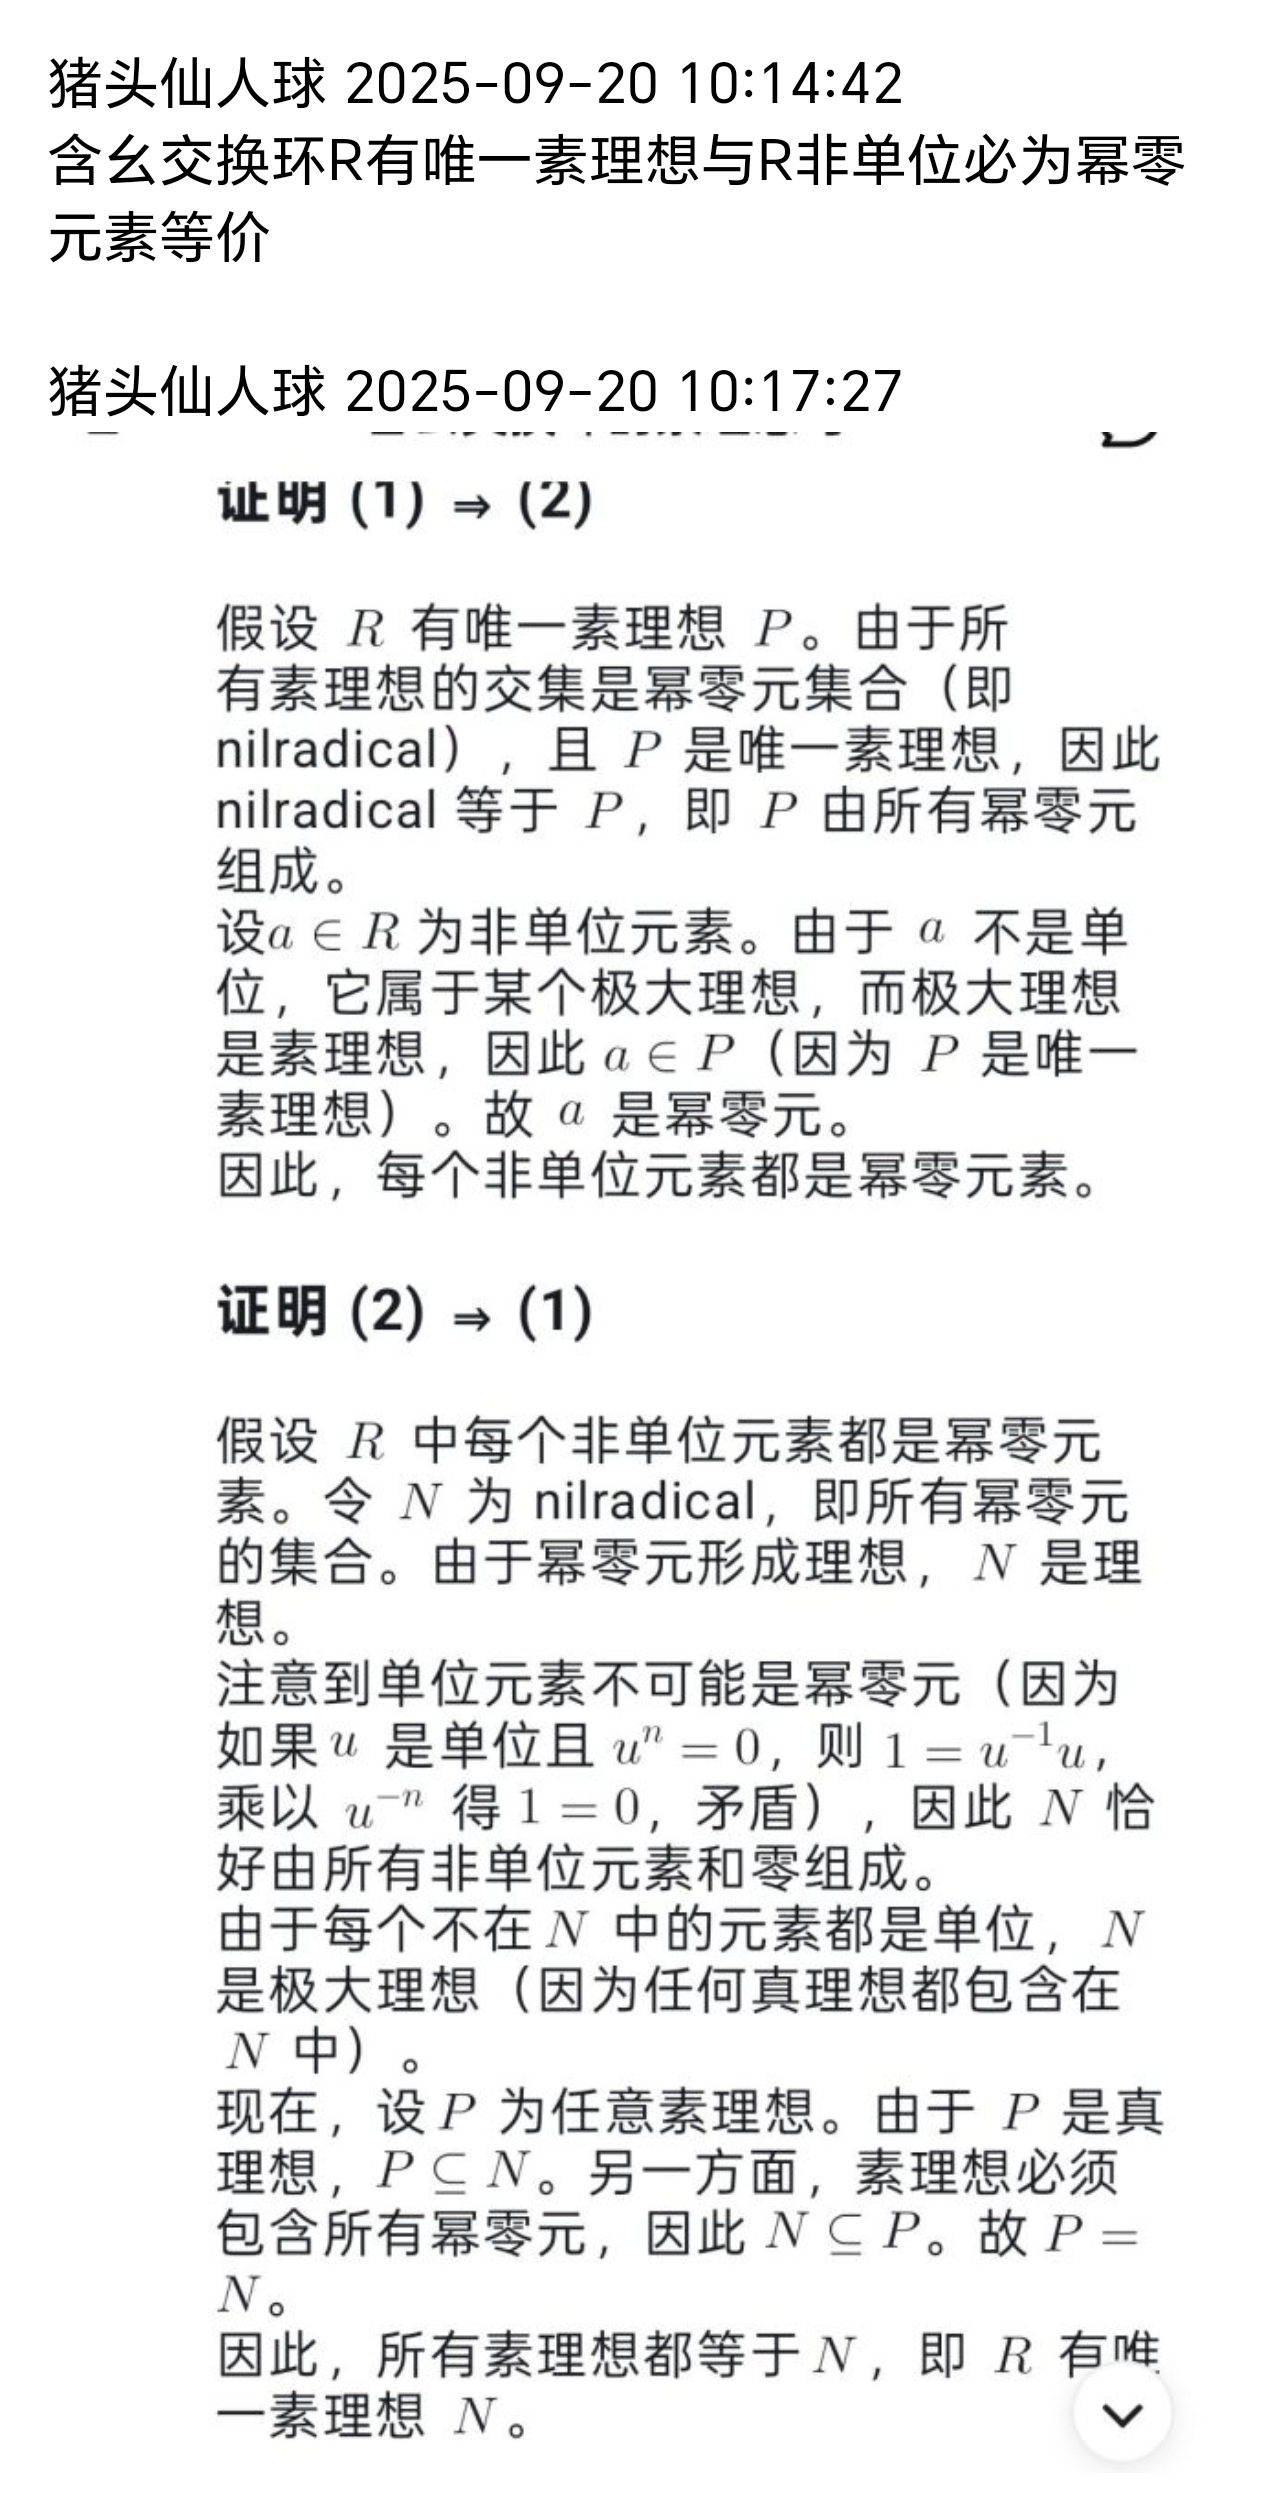 猪头仙人球 2025-09-20 10:14:42
含幺交换环R有唯一素理想与R非单位必为幂零
元素等价
猪头仙人球 2025-09-20 10:17:27
证明 (1) ⇒ (2)
假设 R 有唯一素理想 P。由于所
有素理想的交集是幂零元集合（即
nilradical），且 P 是唯一素理想，因此
nilradical 等于 P，即 P 由所有幂零元
组成。
设a ∈ R 为非单位元素。由于 a 不是单
位，它属于某个极大理想，而极大理想
是素理想，因此 a ∈ P（因为 P 是唯一
素理想）。故 a 是幂零元。
因此，每个非单位元素都是幂零元素。
证明 (2) ⇒ (1)
假设 R 中每个非单位元素都是幂零元
素。令 N 为 nilradical，即所有幂零元
的集合。由于幂零元形成理想，N 是理
想。
注意到单位元素不可能是幂零元（因为
如果 u 是单位且 uⁿ = 0，则 1 = u⁻¹u，
乘以 u⁻ⁿ 得 1 = 0，矛盾），因此 N 恰
好由所有非单位元素和零组成。
由于每个不在 N 中的元素都是单位，N
是极大理想（因为任何真理想都包含在
N 中）。
现在，设 P 为任意素理想。由于 P 是真
理想，P ⊆ N。另一方面，素理想必须
包含所有幂零元，因此 N ⊆ P。故 P =
N。
因此，所有素理想都等于 N，即 R 有唯
一素理想 N。